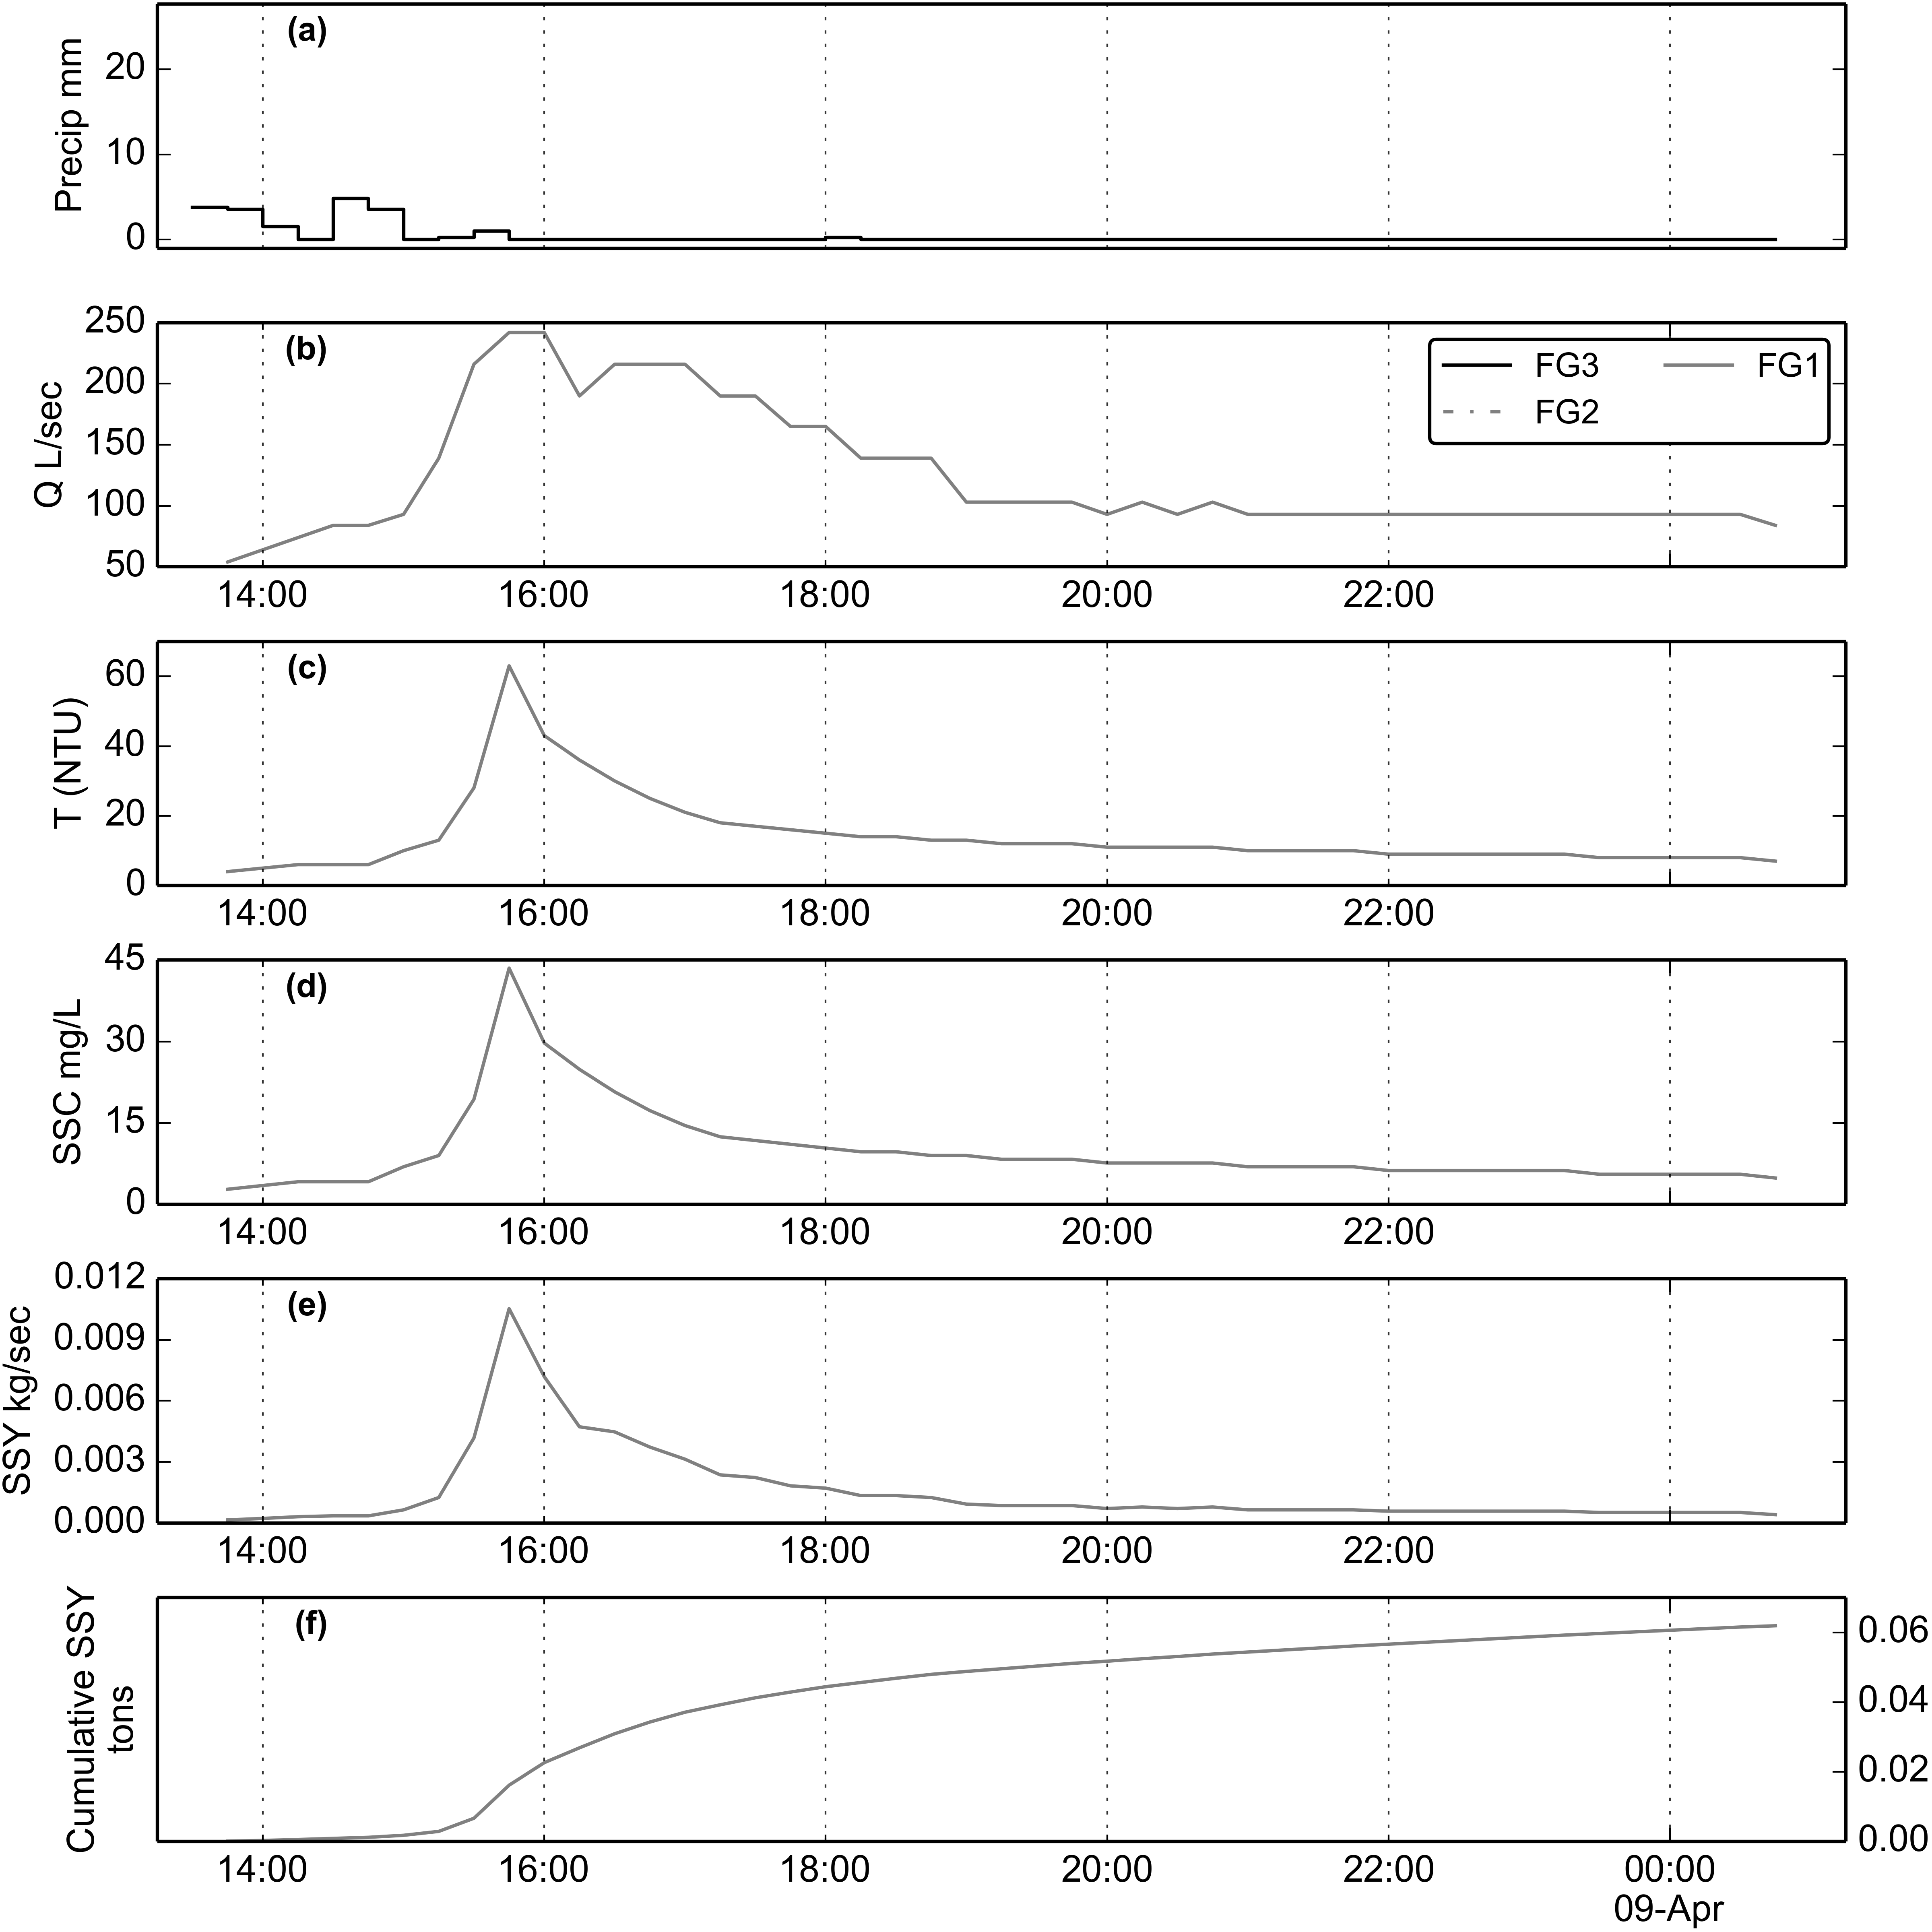 (a)
Precip mm
20
10
0
(b)
Q L/sec
250
200
150
100
50
FG3 FG1
FG2
14:00 16:00 18:00 20:00 22:00
(c)
T (NTU)
60
40
20
0
14:00 16:00 18:00 20:00 22:00
(d)
SSC mg/L
45
30
15
0
14:00 16:00 18:00 20:00 22:00
(e)
SSY kg/sec
0.012
0.009
0.006
0.003
0.000
14:00 16:00 18:00 20:00 22:00
(f)
Cumulative SSY
tons
0.06
0.04
0.02
0.00
14:00 16:00 18:00 20:00 22:00 00:00
09-Apr